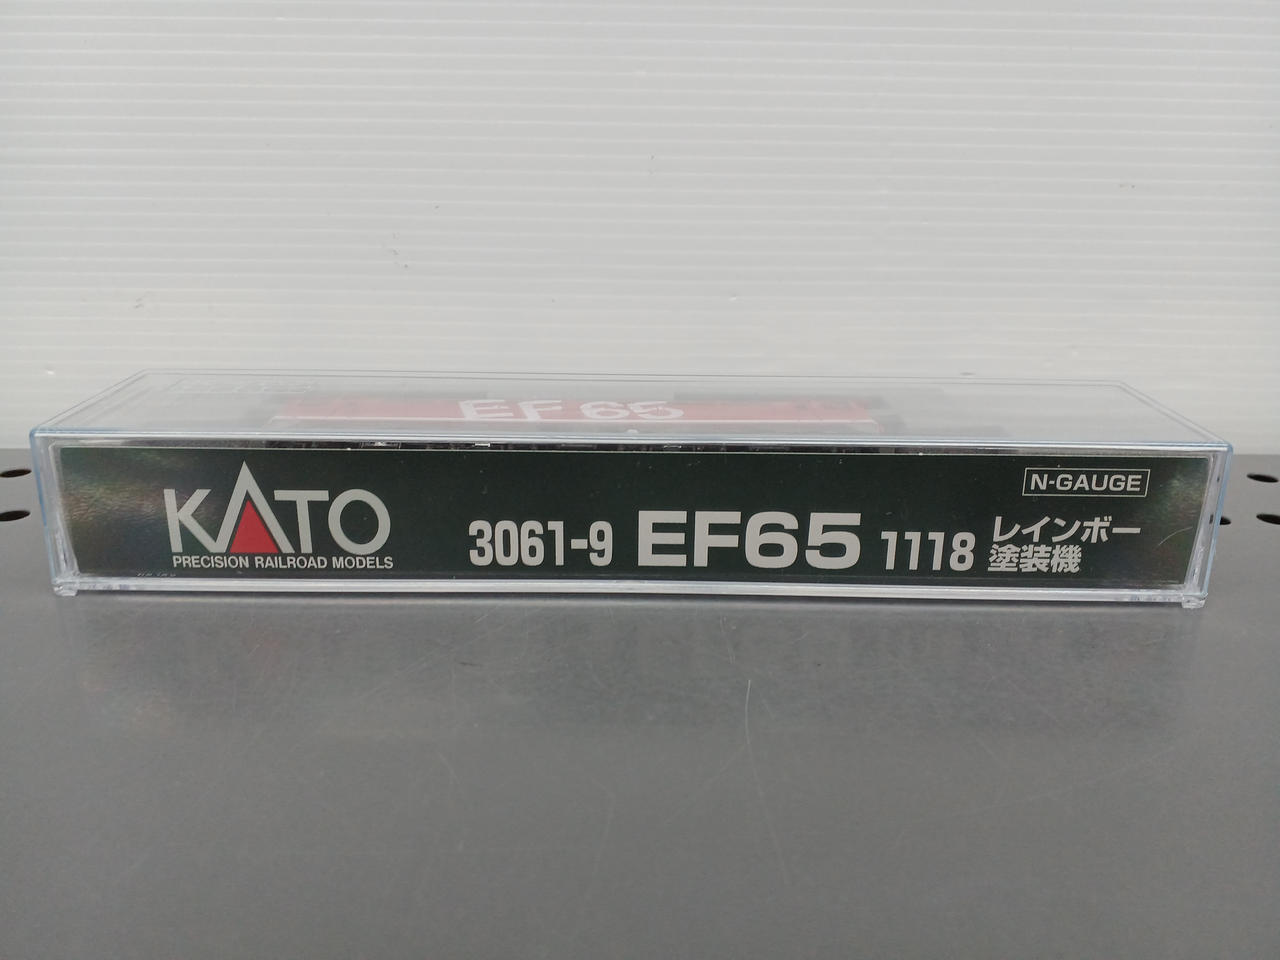 EF65
N-GAUGE
KATO
PRECISION RAILROAD MODELS
3061-9 EF65 1118 レインボー
塗装機